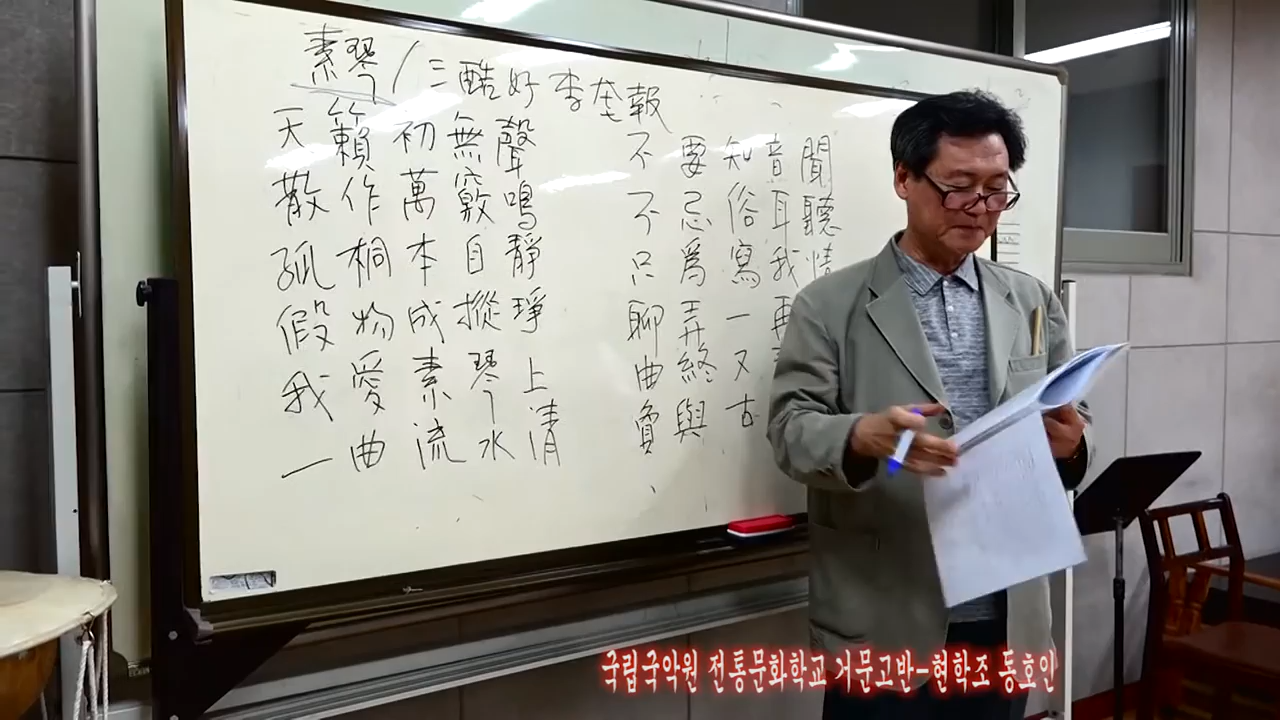 素琴/三酷好 李奎報
天籟初無聲
散作萬竅鳴
孤桐本自靜
假物成摐琤
我愛素琴上
一曲流水淸
不要知音聞
不忌俗耳聽
只爲寫我情
聊弄一再
曲終又
夐與古
국립국악원 전통문화학교 거문고반-현학조 동호인